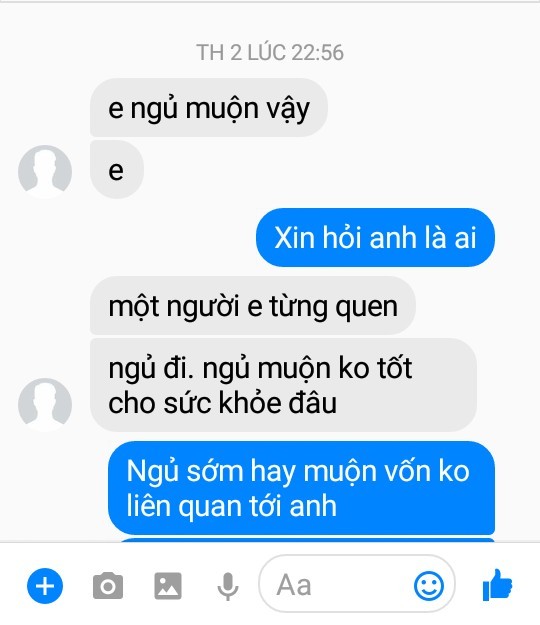 TH 2 LÚC 22:56
e ngủ muộn vậy
e
Xin hỏi anh là ai
một người e từng quen
ngủ đi. ngủ muộn ko tốt
cho sức khỏe đâu
Ngủ sớm hay muộn vốn ko
liên quan tới anh
Aa